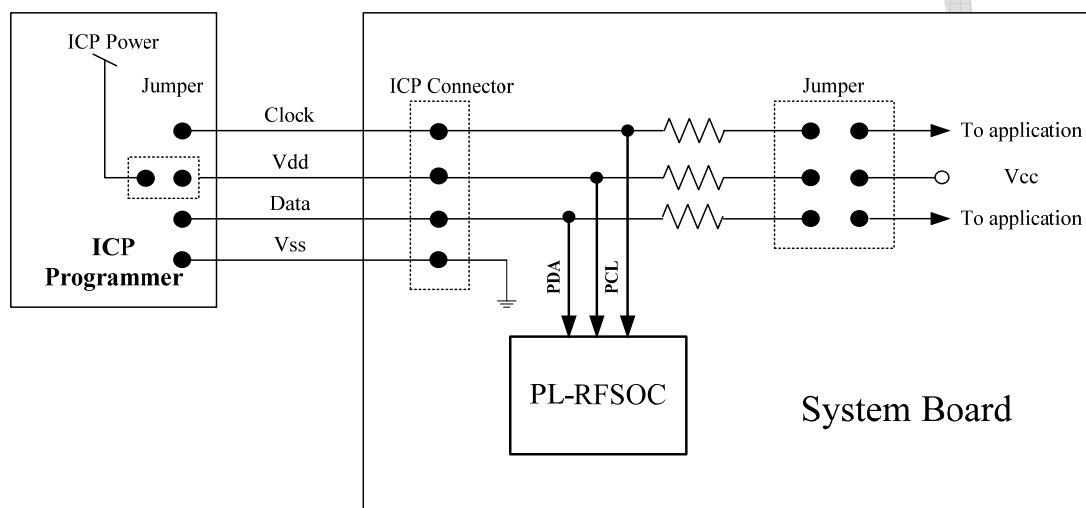 ICP Power
Jumper
ICP Connector
Jumper
Clock
To application
Vdd
Vcc
Data
To application
Vss
ICP
Programmer
PDA
PCL
PL-RFSOC
System Board